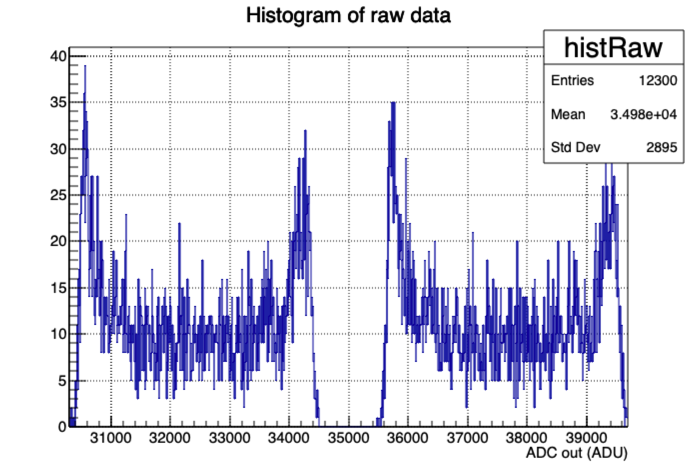 Histogram of raw data
histRaw
Entries 12300
Mean 3.498e+04
Std Dev 2895
40
35
30
25
20
15
10
5
0
31000 32000 33000 34000 35000 36000 37000 38000 39000
ADC out (ADU)